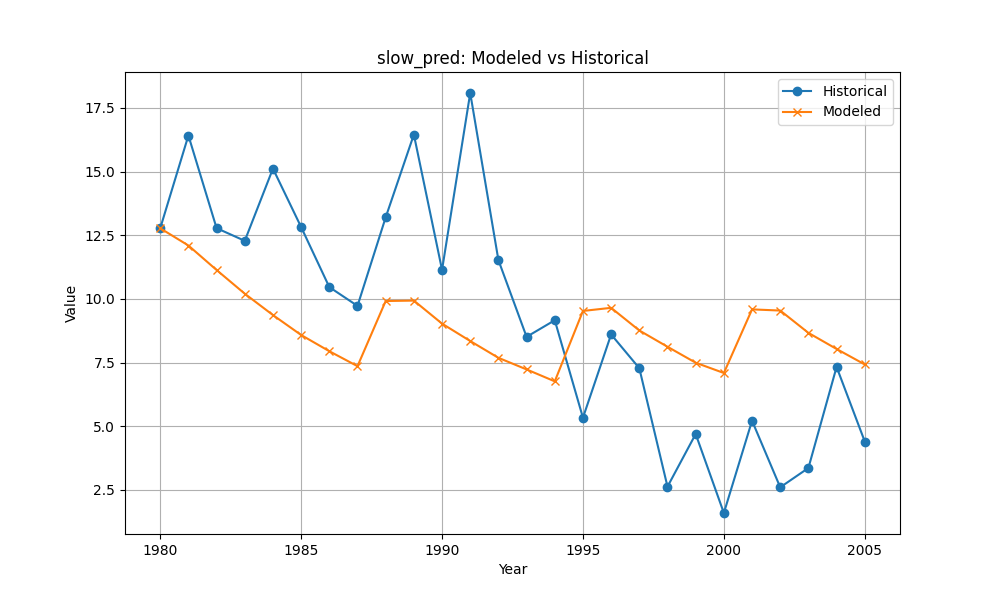 slow_pred: Modeled vs Historical
Historical
Modeled
Value
17.5
15.0
12.5
10.0
7.5
5.0
2.5
1980
1985
1990
1995
2000
2005
Year